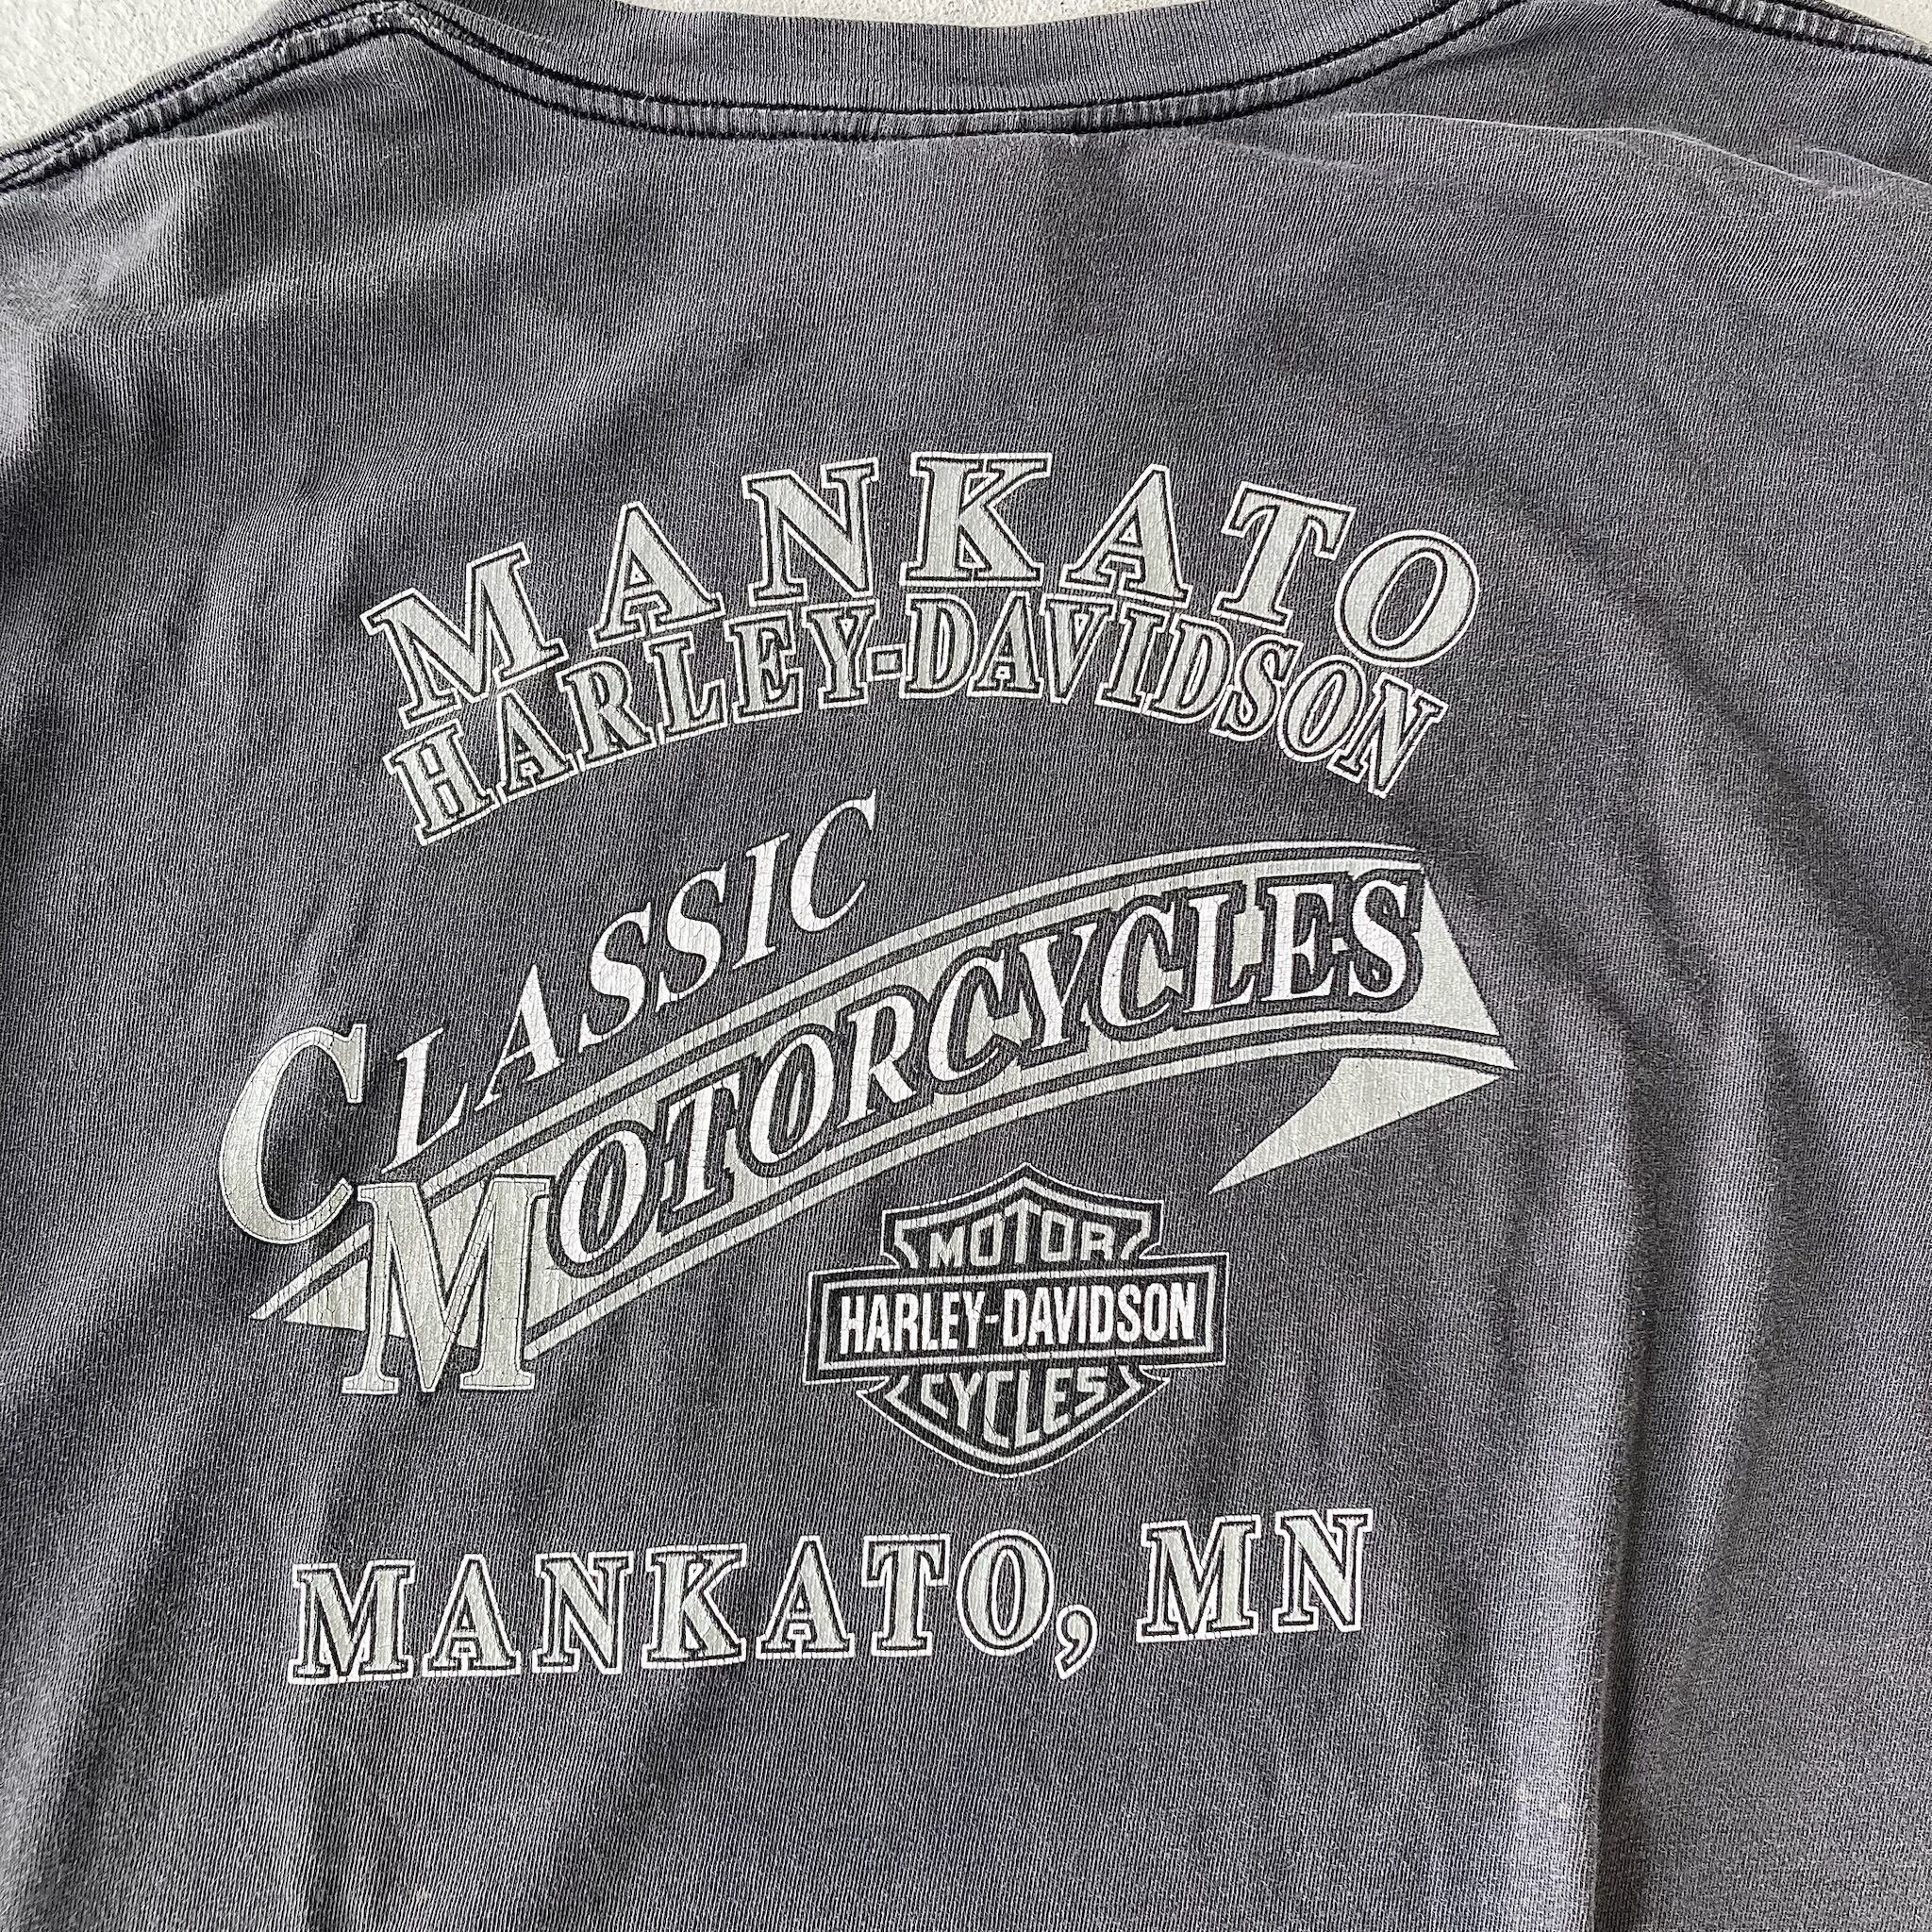 MANKATO
HARLEY-DAVIDSON
CLASSIC
MOTORCYCLES
MOTOR
HARLEY-DAVIDSON
CYCLES
MANKATO, MN